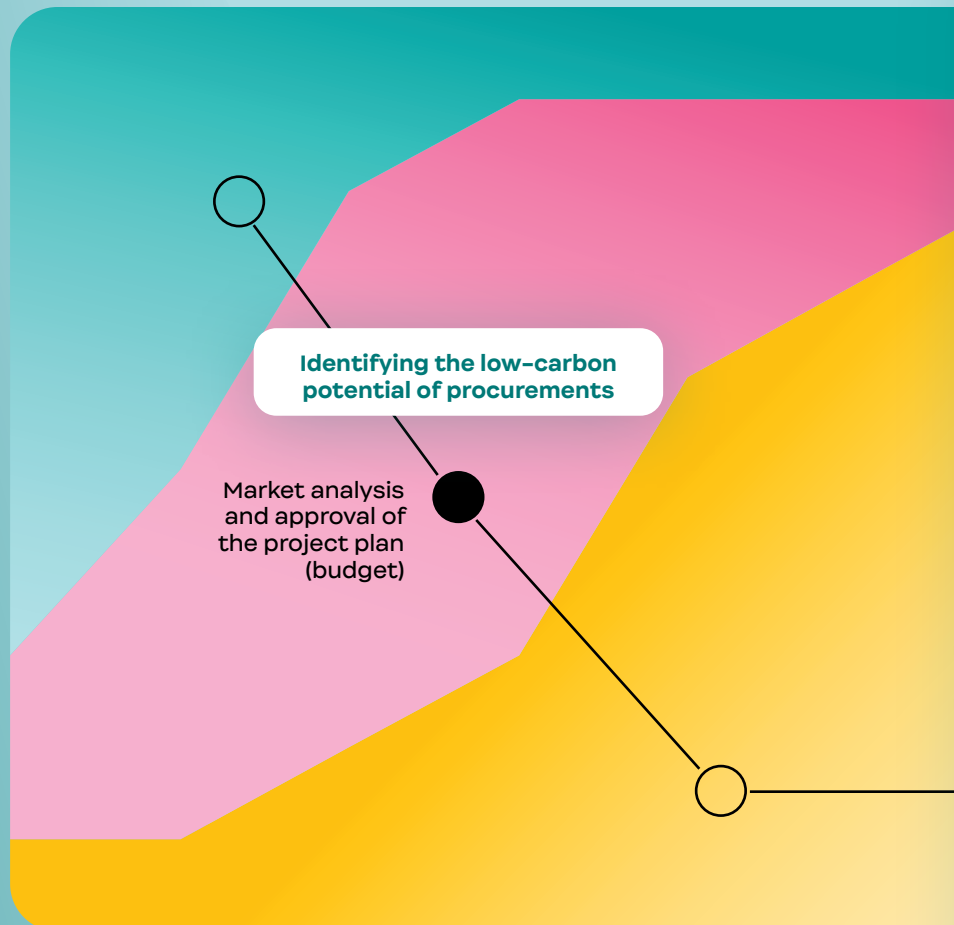 Identifying the low-carbon
potential of procurements
Market analysis
and approval of
the project plan
(budget)